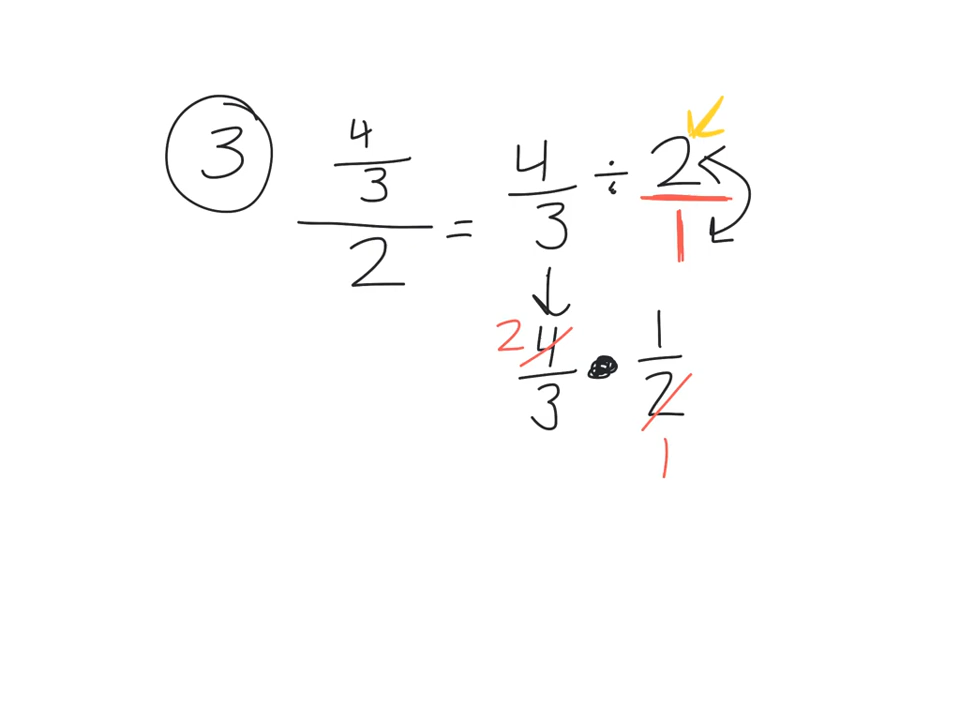 3
4/3 / 2 = 4/3 ÷ 2/1
2 4/3 • 1/2
1